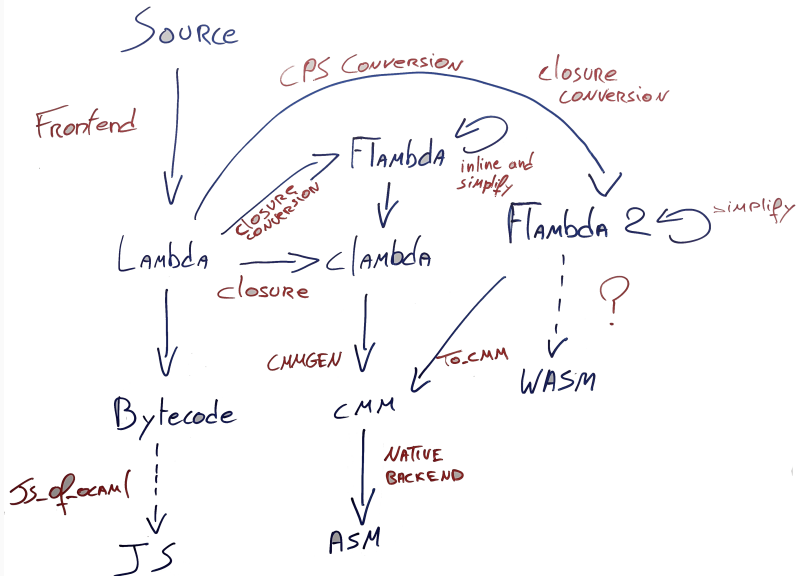 Source
CPS Conversion
closure
conversion
Frontend
Flambda
inline and
simplify
closure
conversion
Flambda 2
simplify
Lambda
Clambda
closure
?
CMMGEN
To_CMM
WASM
Bytecode
CMM
Native
Backend
JS_of_ocaml
JS
ASM